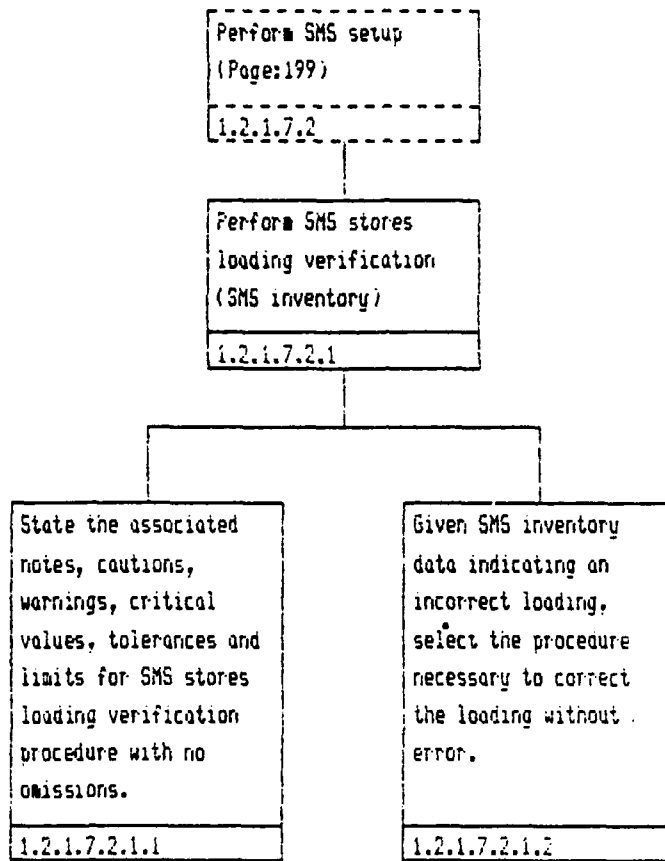 Perform SMS setup
(Page:199)
1.2.1.7.2
Perform SMS stores
loading verification
(SMS inventory)
1.2.1.7.2.1
State the associated
notes, cautions,
warnings, critical
values, tolerances and
limits for SMS stores
loading verification
procedure with no
omissions.
1.2.1.7.2.1.1
Given SMS inventory
data indicating an
incorrect loading,
select the procedure
necessary to correct
the loading without
error.
1.2.1.7.2.1.2